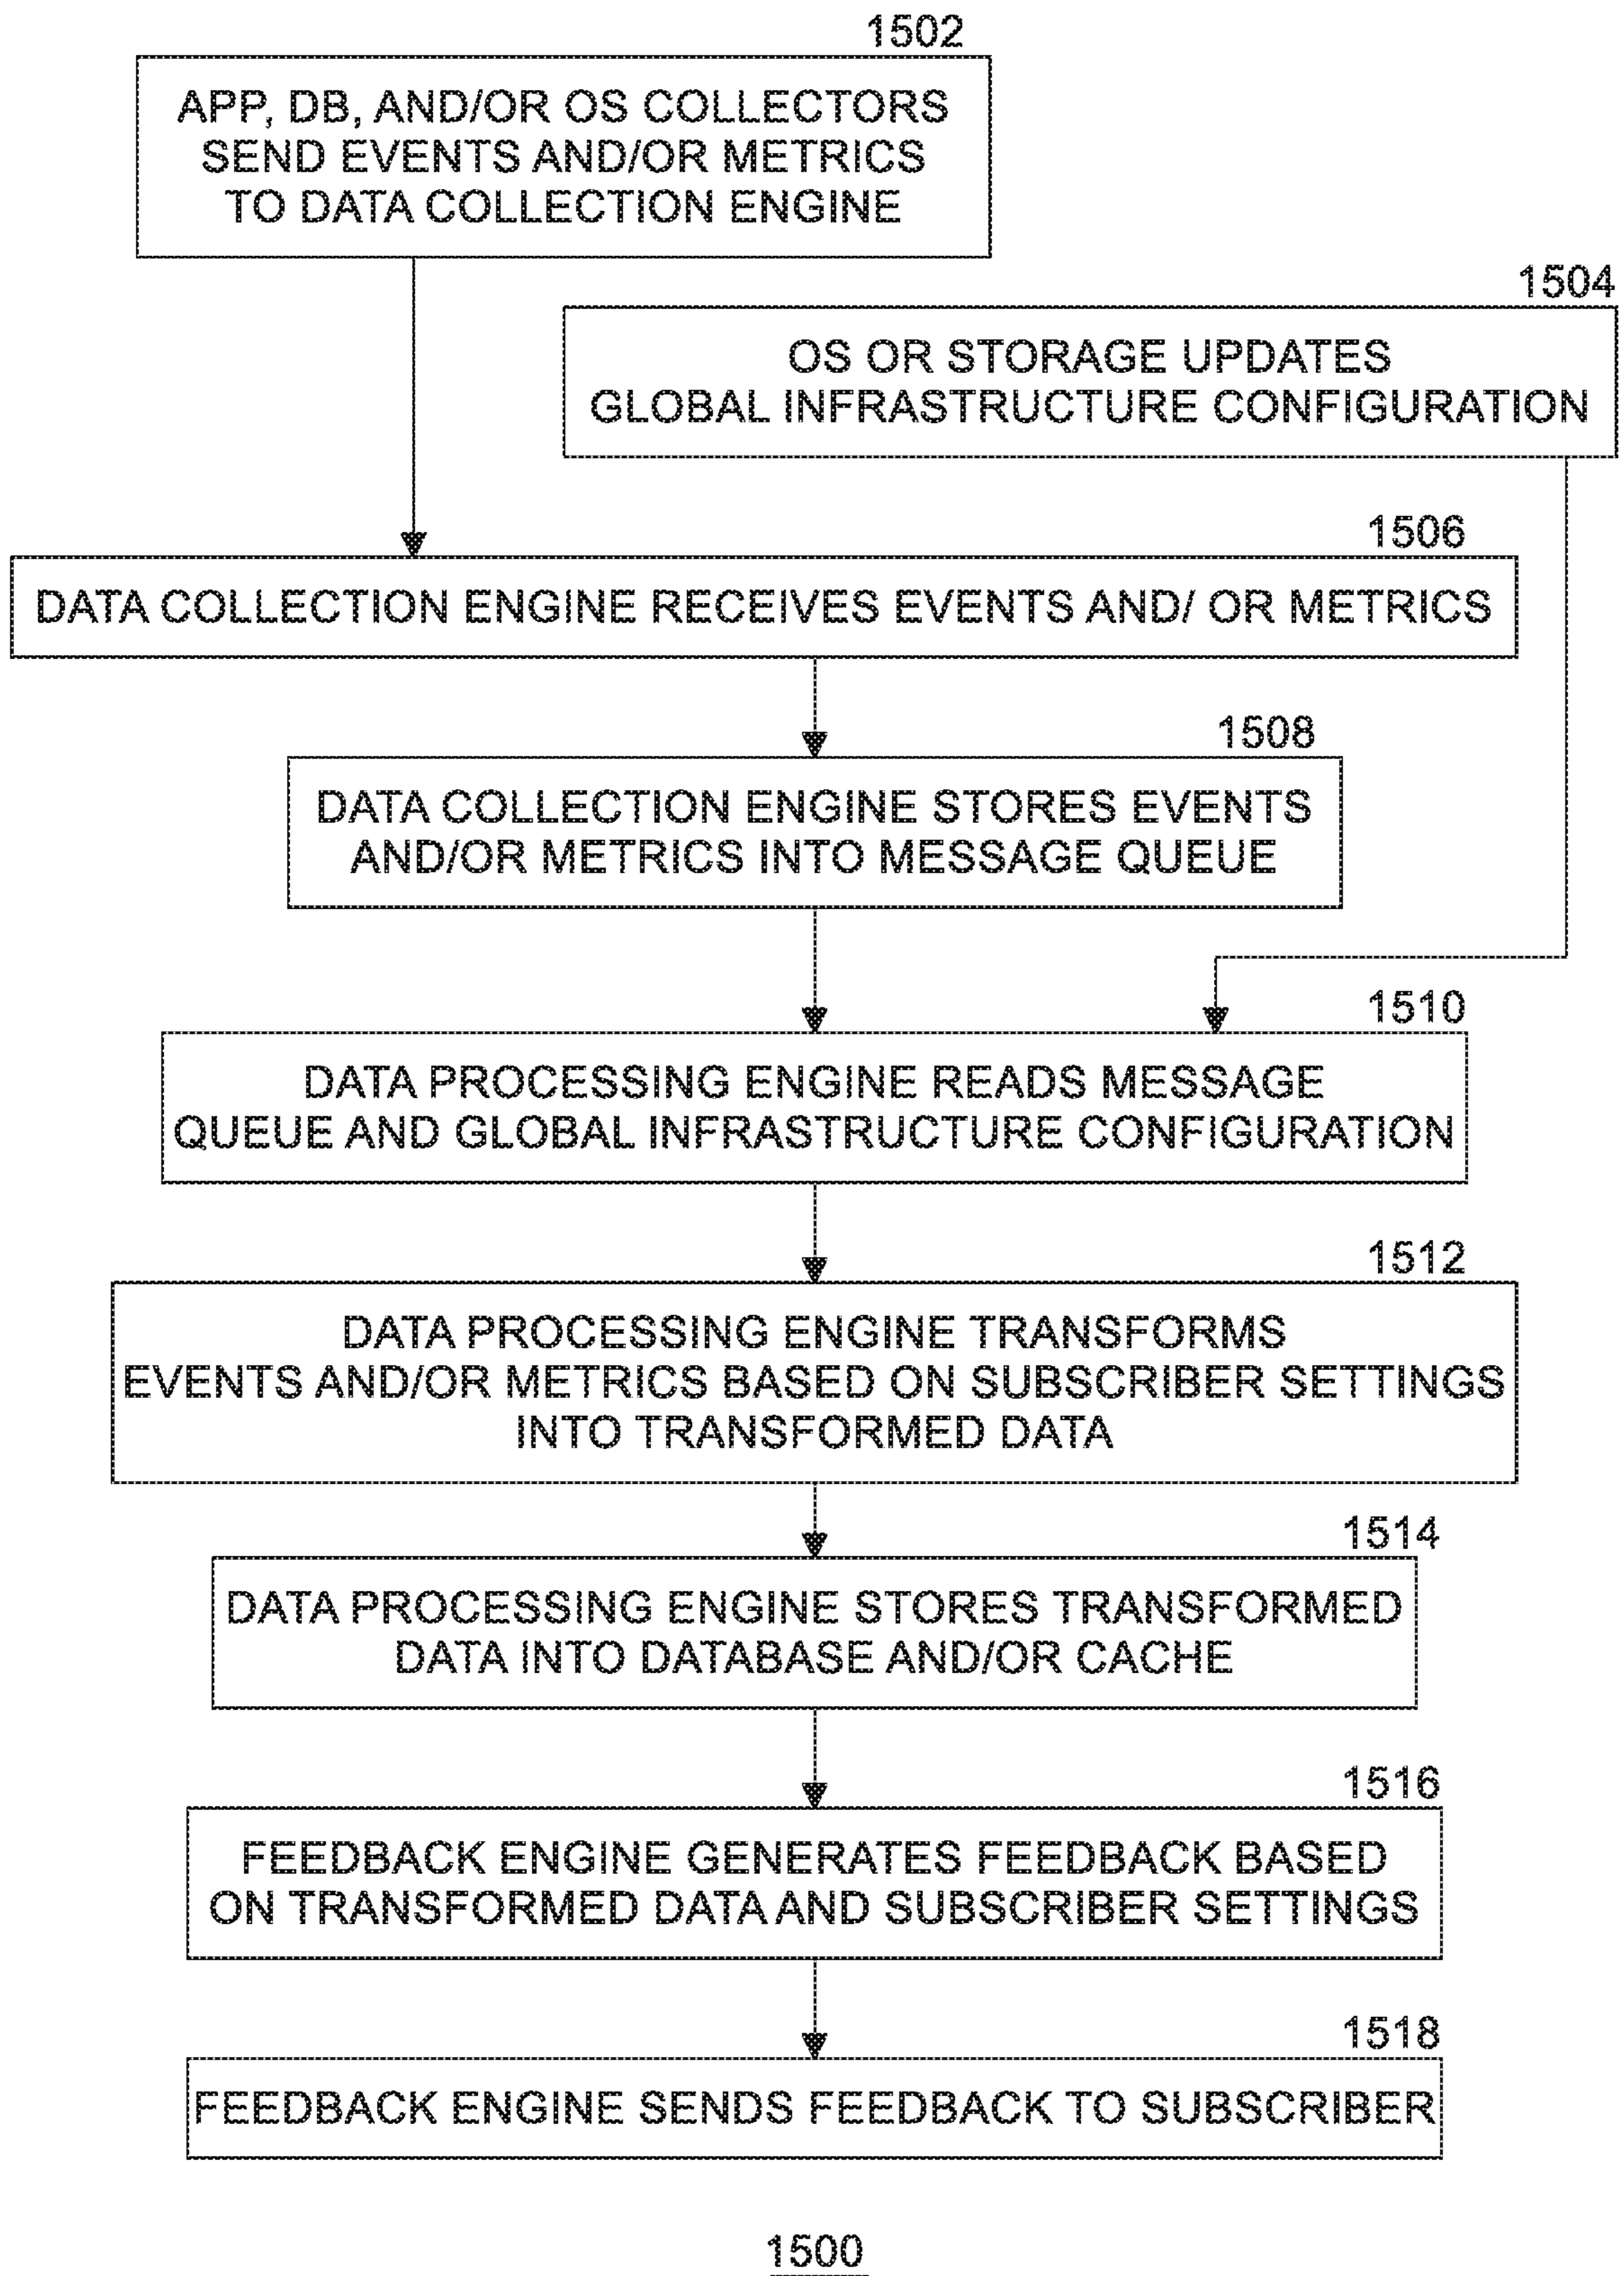 1502
APP, DB, AND/OR OS COLLECTORS
SEND EVENTS AND/OR METRICS
TO DATA COLLECTION ENGINE
1504
OS OR STORAGE UPDATES
GLOBAL INFRASTRUCTURE CONFIGURATION
1506
DATA COLLECTION ENGINE RECEIVES EVENTS AND/ OR METRICS
1508
DATA COLLECTION ENGINE STORES EVENTS
AND/OR METRICS INTO MESSAGE QUEUE
1510
DATA PROCESSING ENGINE READS MESSAGE
QUEUE AND GLOBAL INFRASTRUCTURE CONFIGURATION
1512
DATA PROCESSING ENGINE TRANSFORMS
EVENTS AND/OR METRICS BASED ON SUBSCRIBER SETTINGS
INTO TRANSFORMED DATA
1514
DATA PROCESSING ENGINE STORES TRANSFORMED
DATA INTO DATABASE AND/OR CACHE
1516
FEEDBACK ENGINE GENERATES FEEDBACK BASED
ON TRANSFORMED DATA AND SUBSCRIBER SETTINGS
1518
FEEDBACK ENGINE SENDS FEEDBACK TO SUBSCRIBER
1500